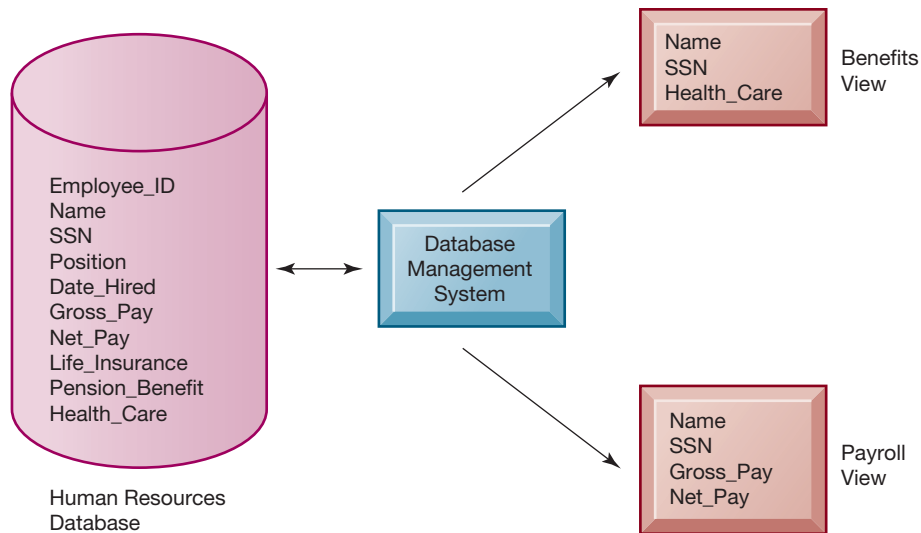 Employee_ID
Name
SSN
Position
Date_Hired
Gross_Pay
Net_Pay
Life_Insurance
Pension_Benefit
Health_Care
Human Resources
Database
Database
Management
System
Name
SSN
Health_Care
Benefits
View
Name
SSN
Gross_Pay
Net_Pay
Payroll
View